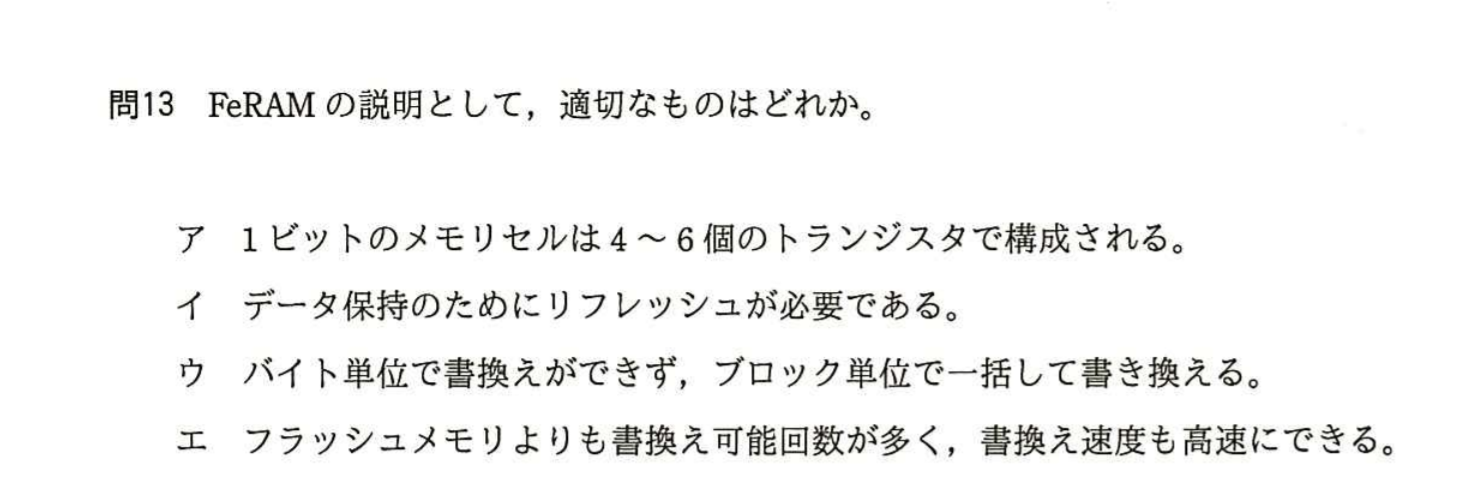 問13　FeRAM の説明として，適切なものはどれか。
ア　1 ビットのメモリセルは 4 ～ 6 個のトランジスタで構成される。
イ　データ保持のためにリフレッシュが必要である。
ウ　バイト単位で書換えができず，ブロック単位で一括して書き換える。
エ　フラッシュメモリよりも書換え可能回数が多く，書換え速度も高速にできる。